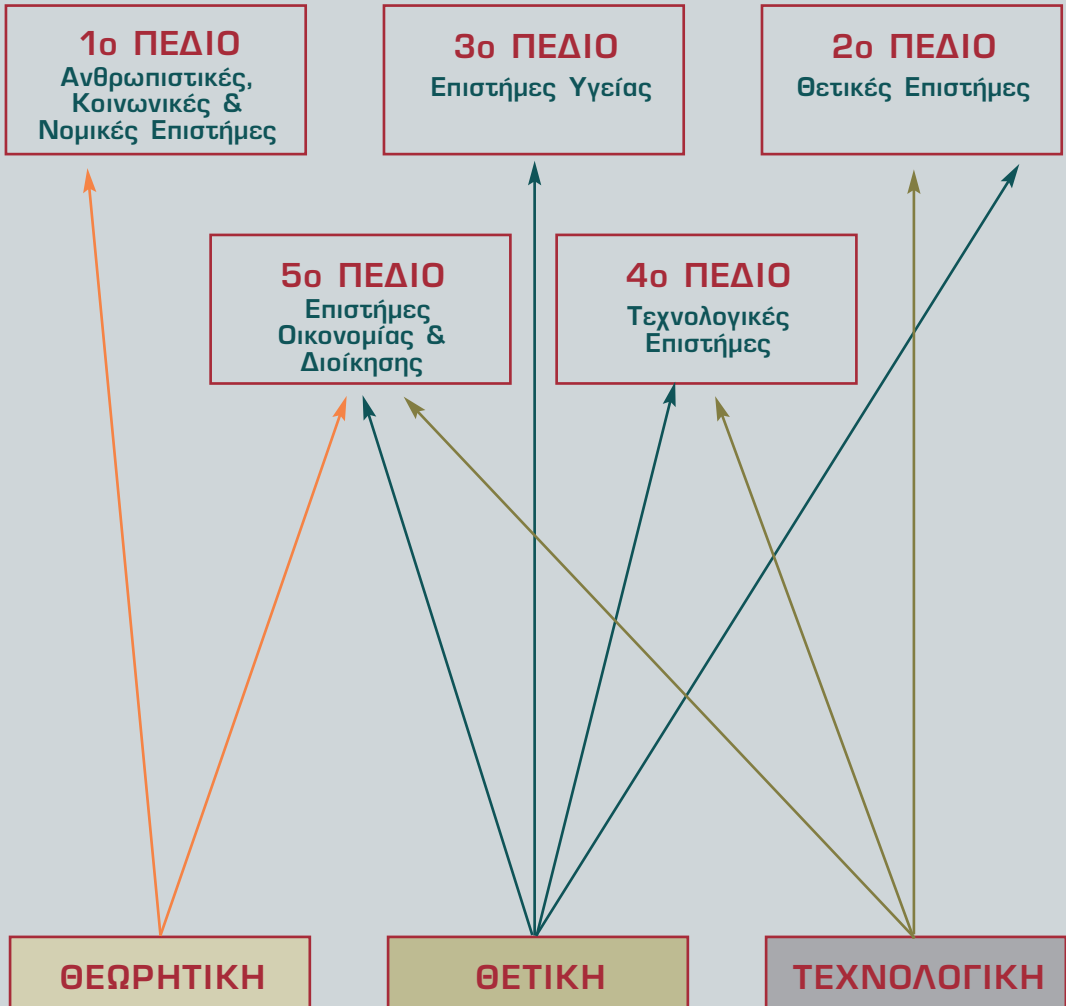 1ο ΠΕΔΙΟ
Ανθρωπιστικές,
Κοινωνικές &
Νομικές Επιστήμες
3ο ΠΕΔΙΟ
Επιστήμες Υγείας
2ο ΠΕΔΙΟ
Θετικές Επιστήμες
5ο ΠΕΔΙΟ
Επιστήμες
Οικονομίας &
Διοίκησης
4ο ΠΕΔΙΟ
Τεχνολογικές
Επιστήμες
ΘΕΩΡΗΤΙΚΗ
ΘΕΤΙΚΗ
ΤΕΧΝΟΛΟΓΙΚΗ